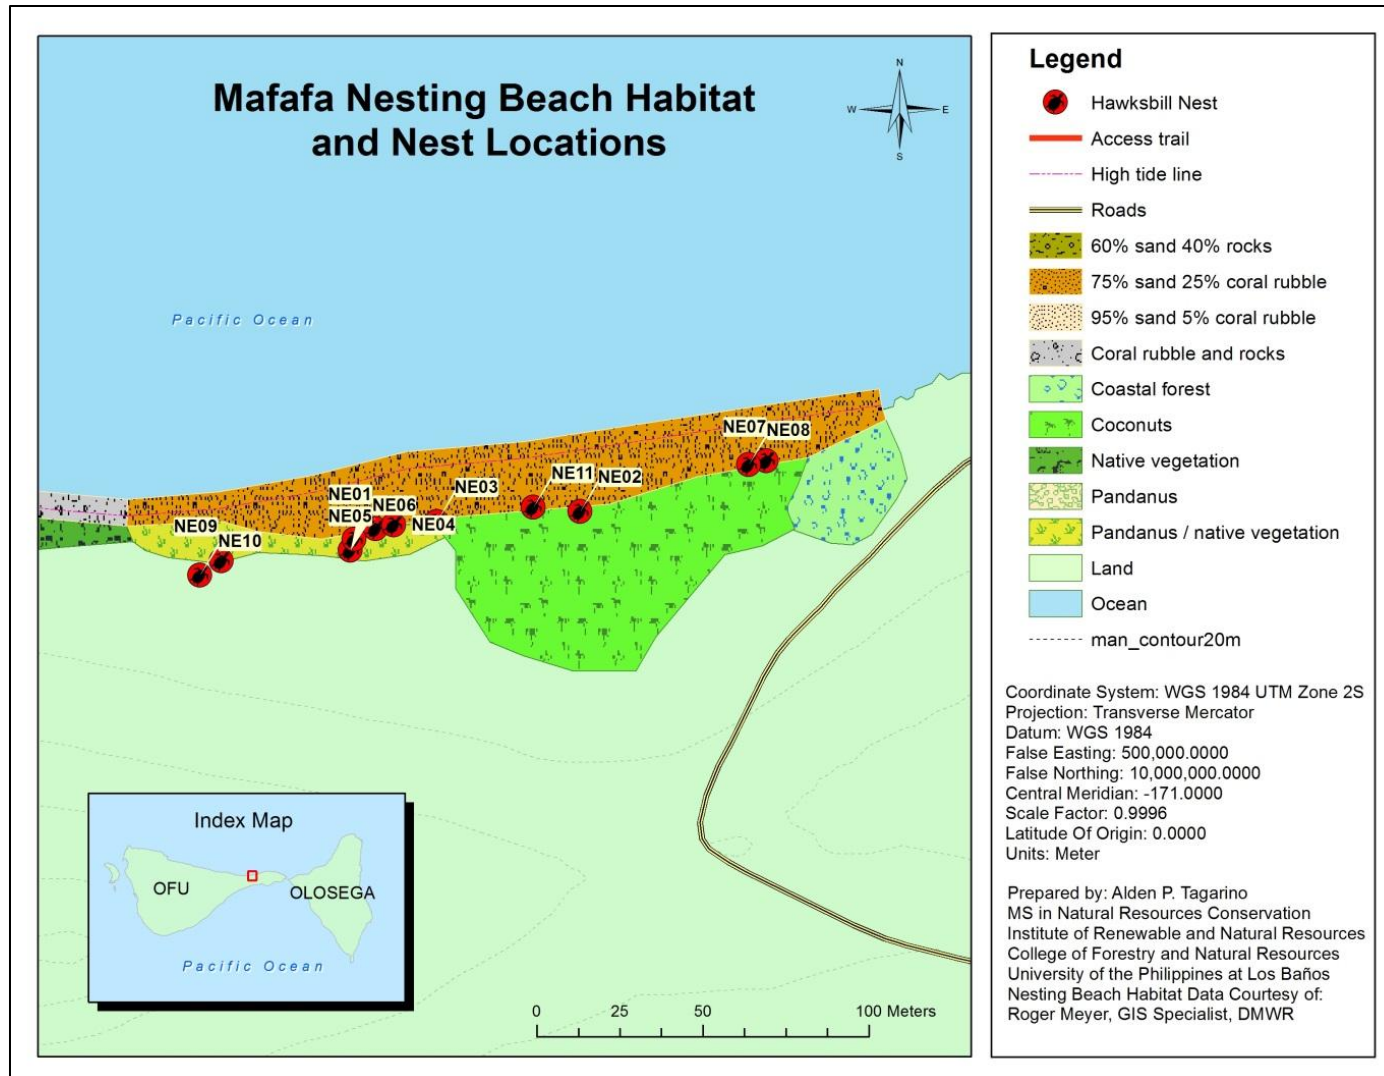 Mafafa Nesting Beach Habitat
and Nest Locations
N
W
E
S
Pacific Ocean
NE07
NE08
NE11
NE02
NE03
NE01
NE06
NE05
NE04
NE09
NE10
Index Map
OFU
OLOSEGA
Pacific Ocean
0 25 50 100 Meters
Legend
Hawksbill Nest
Access trail
High tide line
Roads
60% sand 40% rocks
75% sand 25% coral rubble
95% sand 5% coral rubble
Coral rubble and rocks
Coastal forest
Coconuts
Native vegetation
Pandanus
Pandanus / native vegetation
Land
Ocean
man_contour20m
Coordinate System: WGS 1984 UTM Zone 2S
Projection: Transverse Mercator
Datum: WGS 1984
False Easting: 500,000.0000
False Northing: 10,000,000.0000
Central Meridian: -171.0000
Scale Factor: 0.9996
Latitude Of Origin: 0.0000
Units: Meter
Prepared by: Alden P. Tagarino
MS in Natural Resources Conservation
Institute of Renewable and Natural Resources
College of Forestry and Natural Resources
University of the Philippines at Los Baños
Nesting Beach Habitat Data Courtesy of:
Roger Meyer, GIS Specialist, DMWR